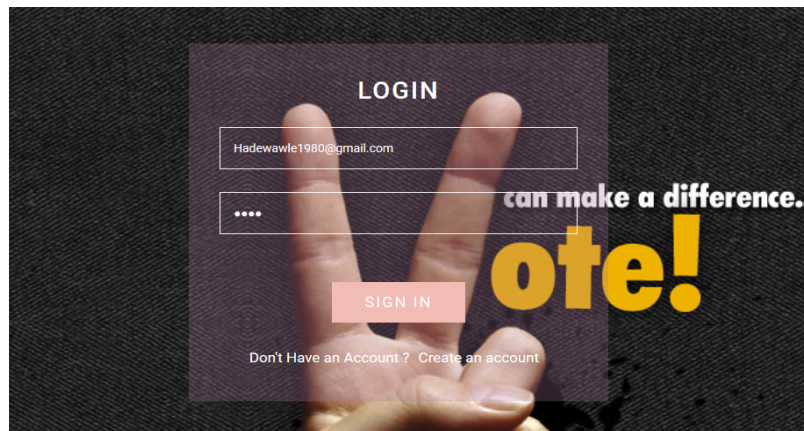 LOGIN
Hadewawle1980@gmail.com
••••
can make a difference.
ote!
SIGN IN
Don't Have an Account ? Create an account